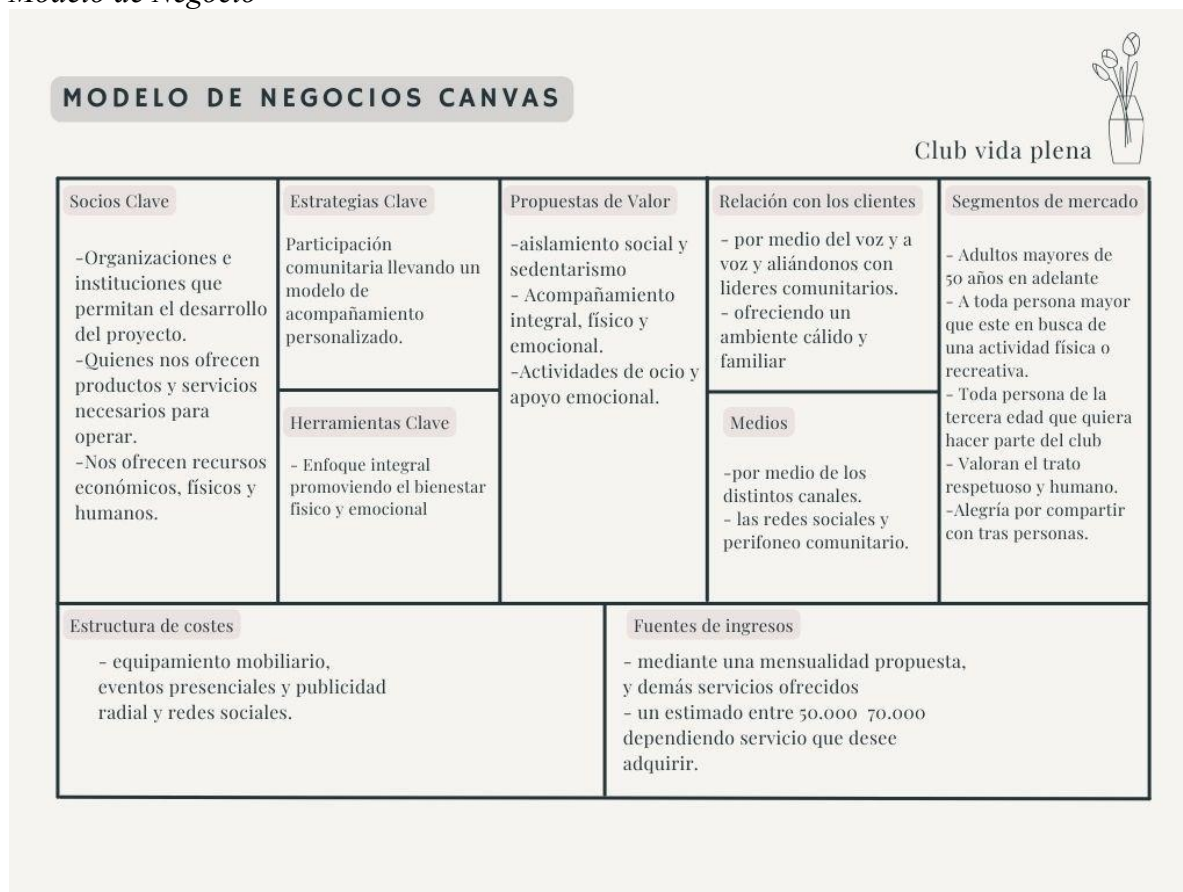 Modelo de Negocio
MODELO DE NEGOCIOS CANVAS
Club vida plena
Socios Clave
-Organizaciones e
instituciones que
permitan el desarrollo
del proyecto.
-Quienes nos ofrecen
productos y servicios
necesarios para
operar.
-Nos ofrecen recursos
económicos, físicos y
humanos.
Estrategias Clave
Participación
comunitaria llevando un
modelo de
acompañamiento
personalizado.
Herramientas Clave
- Enfoque integral
promoviendo el bienestar
fisico y emocional
Propuestas de Valor
-aislamiento social y
sedentarismo
- Acompañamiento
integral, físico y
emocional.
-Actividades de ocio y
apoyo emocional.
Relación con los clientes
- por medio del voz y a
voz y aliándonos con
lideres comunitarios.
- ofreciendo un
ambiente cálido y
familiar
Medios
-por medio de los
distintos canales.
- las redes sociales y
perifoneo comunitario.
Segmentos de mercado
- Adultos mayores de
50 años en adelante
- A toda persona mayor
que este en busca de
una actividad física o
recreativa.
- Toda persona de la
tercera edad que quiera
hacer parte del club
- Valoran el trato
respetuoso y humano.
-Alegría por compartir
con tras personas.
Estructura de costes
- equipamiento mobiliario,
eventos presenciales y publicidad
radial y redes sociales.
Fuentes de ingresos
- mediante una mensualidad propuesta,
y demás servicios ofrecidos
- un estimado entre 50.000 70.000
dependiendo servicio que desee
adquirir.